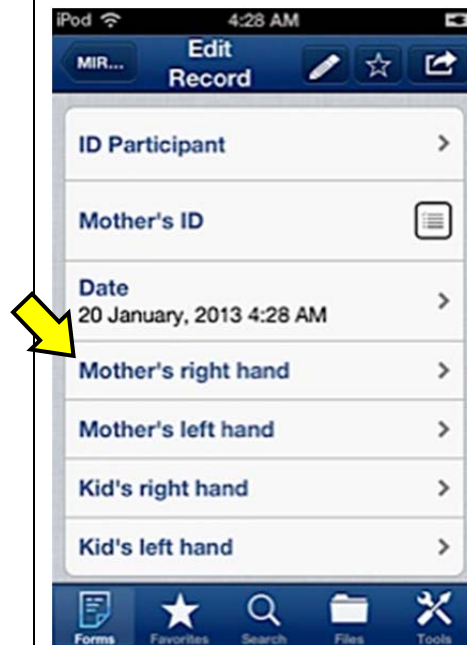 iPod 4:28 AM
MIR... Edit
Record
ID Participant
Mother's ID
Date
20 January, 2013 4:28 AM
Mother's right hand
Mother's left hand
Kid's right hand
Kid's left hand
Forms Favorites Search Files Tools